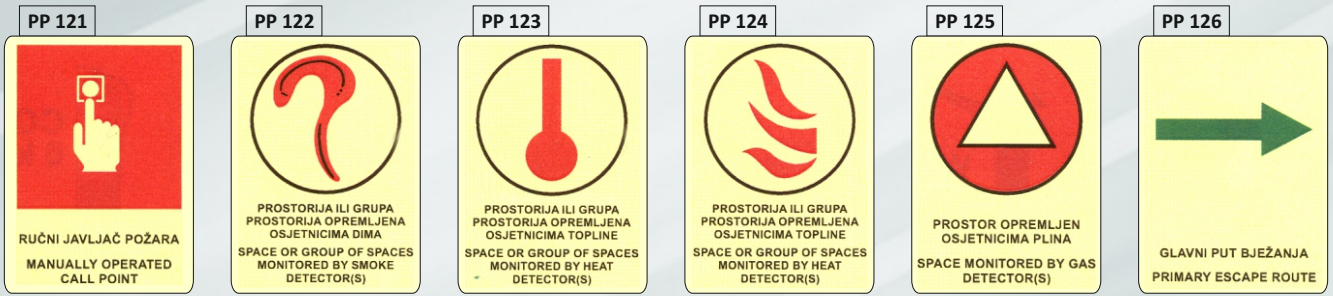 PP 121
RUČNI JAVLJAČ POŽARA
MANUALLY OPERATED
CALL POINT
PP 122
PROSTORIJA ILI GRUPA
PROSTORIJA OPREMLJENA
OSJETNICIMA DIMA
SPACE OR GROUP OF SPACES
MONITORED BY SMOKE
DETECTOR(S)
PP 123
PROSTORIJA ILI GRUPA
PROSTORIJA OPREMLJENA
OSJETNICIMA TOPLINE
SPACE OR GROUP OF SPACES
MONITORED BY HEAT
DETECTOR(S)
PP 124
PROSTORIJA ILI GRUPA
PROSTORIJA OPREMLJENA
OSJETNICIMA TOPLINE
SPACE OR GROUP OF SPACES
MONITORED BY HEAT
DETECTOR(S)
PP 125
PROSTOR OPREMLJEN
OSJETNICIMA PLINA
SPACE MONITORED BY GAS
DETECTOR(S)
PP 126
GLAVNI PUT BJEŽANJA
PRIMARY ESCAPE ROUTE